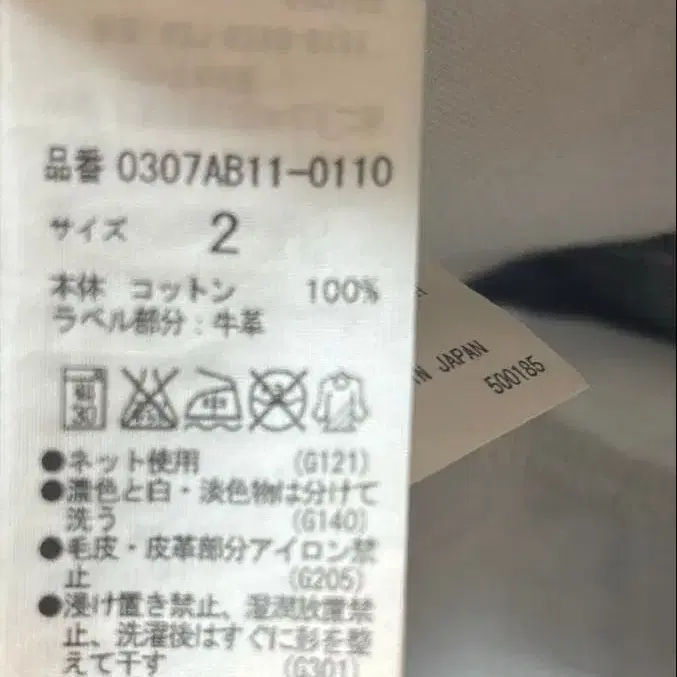 品番 0307AB11-0110
サイズ 2
本体 コットン 100%
ラベル部分：牛革
30
●ネット使用 (G121)
●濃色と白・淡色物は分けて
洗う (G140)
●毛皮・皮革部分アイロン禁
止 (G205)
●浸け置き禁止、湿潤放置禁
止、洗濯後はすぐに形を整
えて干す (G301)
IN JAPAN
500185